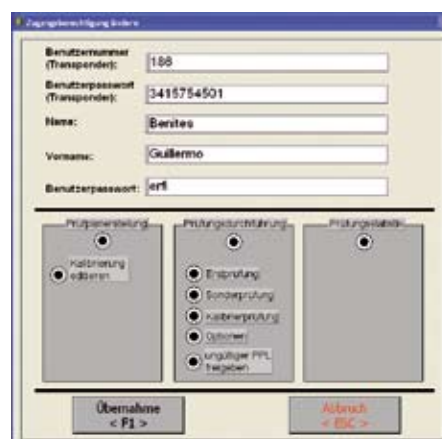 Zugangsberechtigung ändern
Benutzernummer
(Transponder):
186
Benutzerpasswort
(Transponder):
3415754501
Name:
Benites
Vorname:
Guillermo
Benutzerpasswort:
erfi
Prüfplanerstellung
Kalibrierung
editieren
Prüfungsdurchführung
Erstprüfung
Sonderprüfung
Kalibrierprüfung
Optionen
ungültiger PPL
freigeben
Prüfungsstatistik
Übernahme
< F1 >
Abbruch
< ESC >